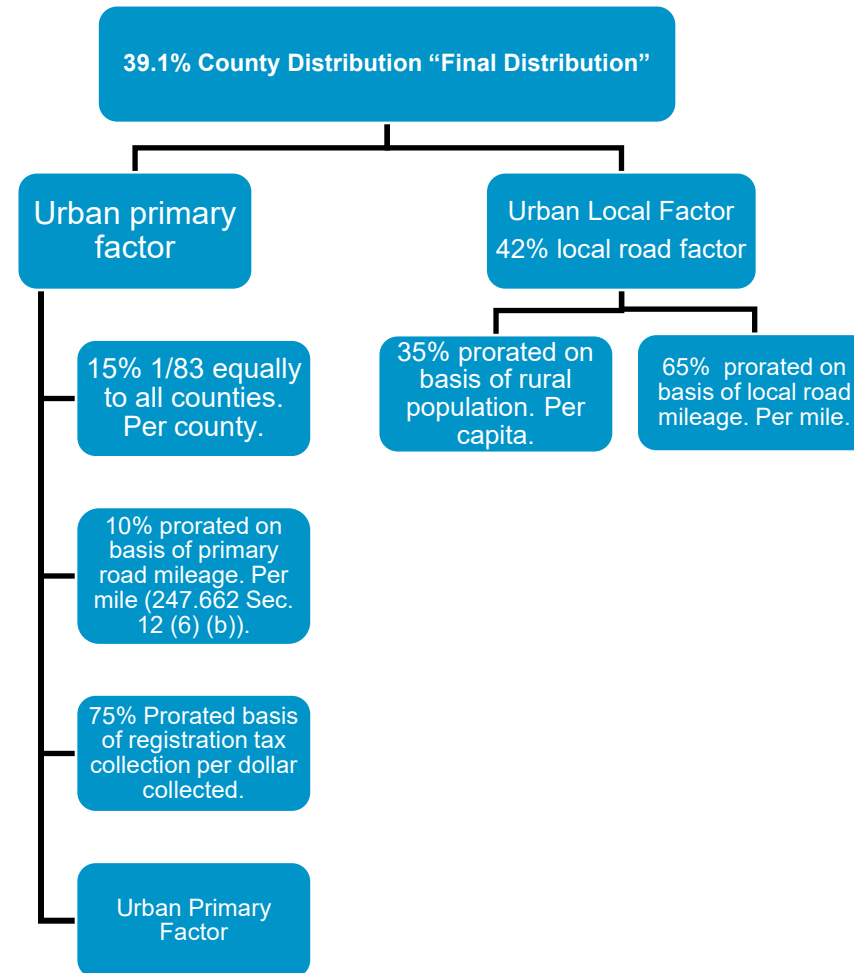 39.1% County Distribution “Final Distribution”
Urban primary
factor
Urban Local Factor
42% local road factor
15% 1/83 equally
to all counties.
Per county.
35% prorated on
basis of rural
population. Per
capita.
65%  prorated on
basis of local road
mileage. Per mile.
10% prorated on
basis of primary
road mileage. Per
mile (247.662 Sec.
12 (6) (b)).
75% Prorated basis
of registration tax
collection per dollar
collected.
Urban Primary
Factor